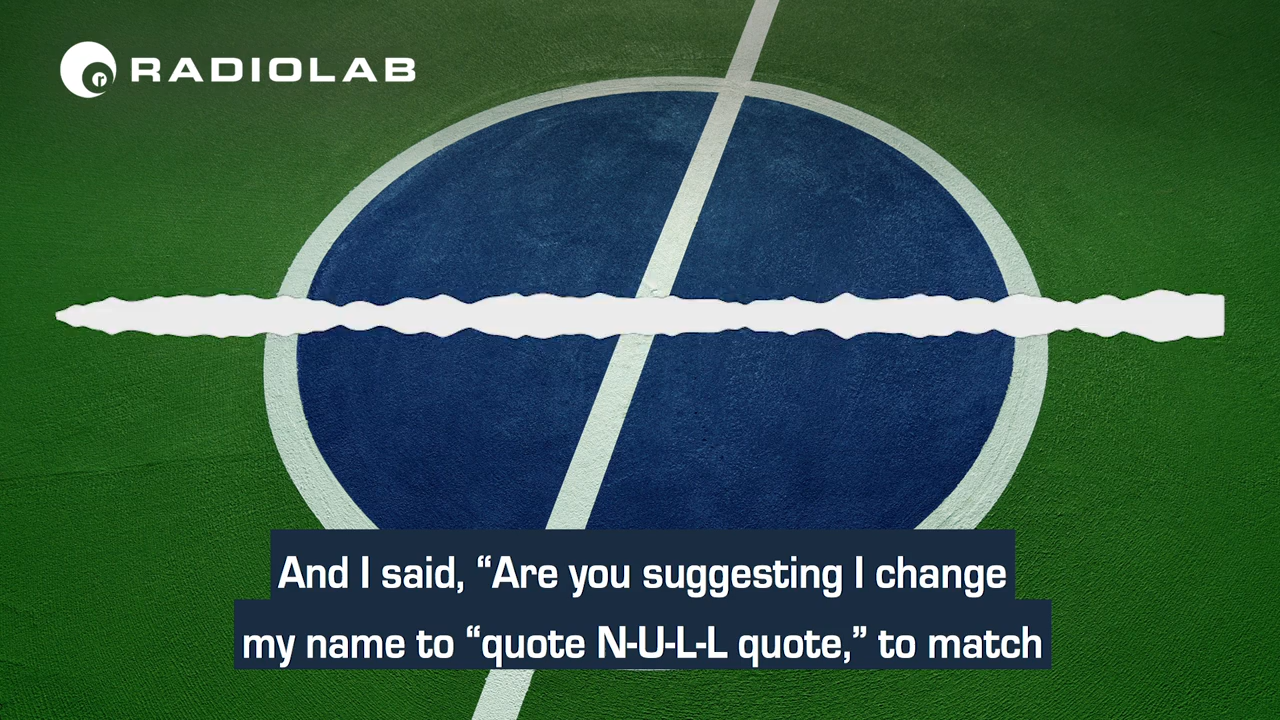 RADIOLAB
And I said, “Are you suggesting I change
my name to “quote N-U-L-L quote,” to match